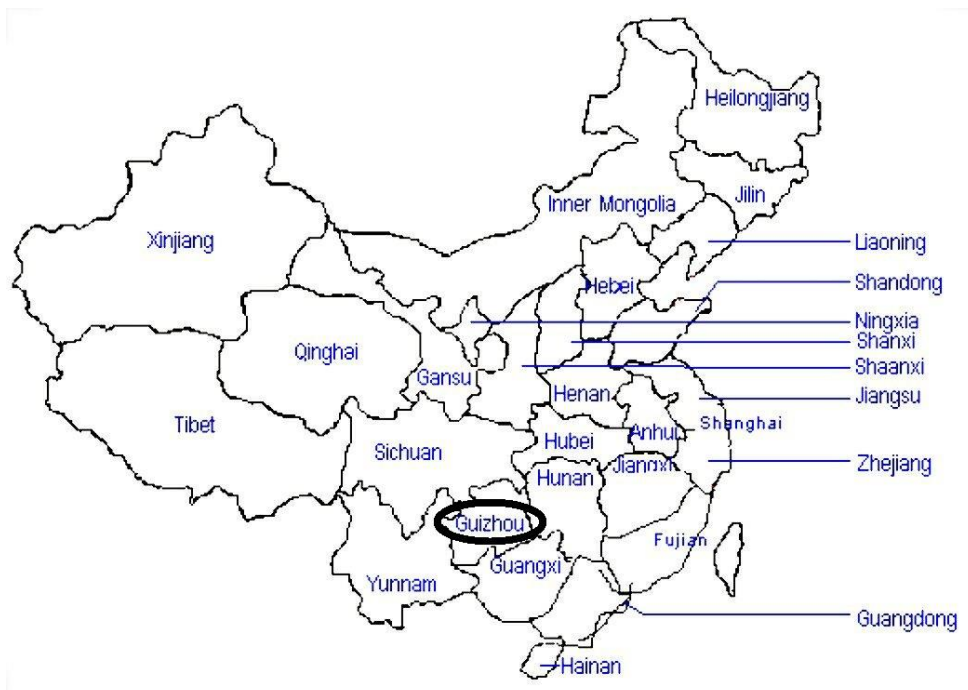 Heilongjiang
Jilin
Inner Mongolia
Xinjiang
Liaoning
Hebei
Shandong
Ningxia
Shanxi
Qinghai
Gansu
Shaanxi
Henan
Jiangsu
Tibet
Shanghai
Anhui
Hubei
Sichuan
Zhejiang
Jiangxi
Hunan
Guizhou
Fujian
Guangxi
Yunnam
Guangdong
Hainan